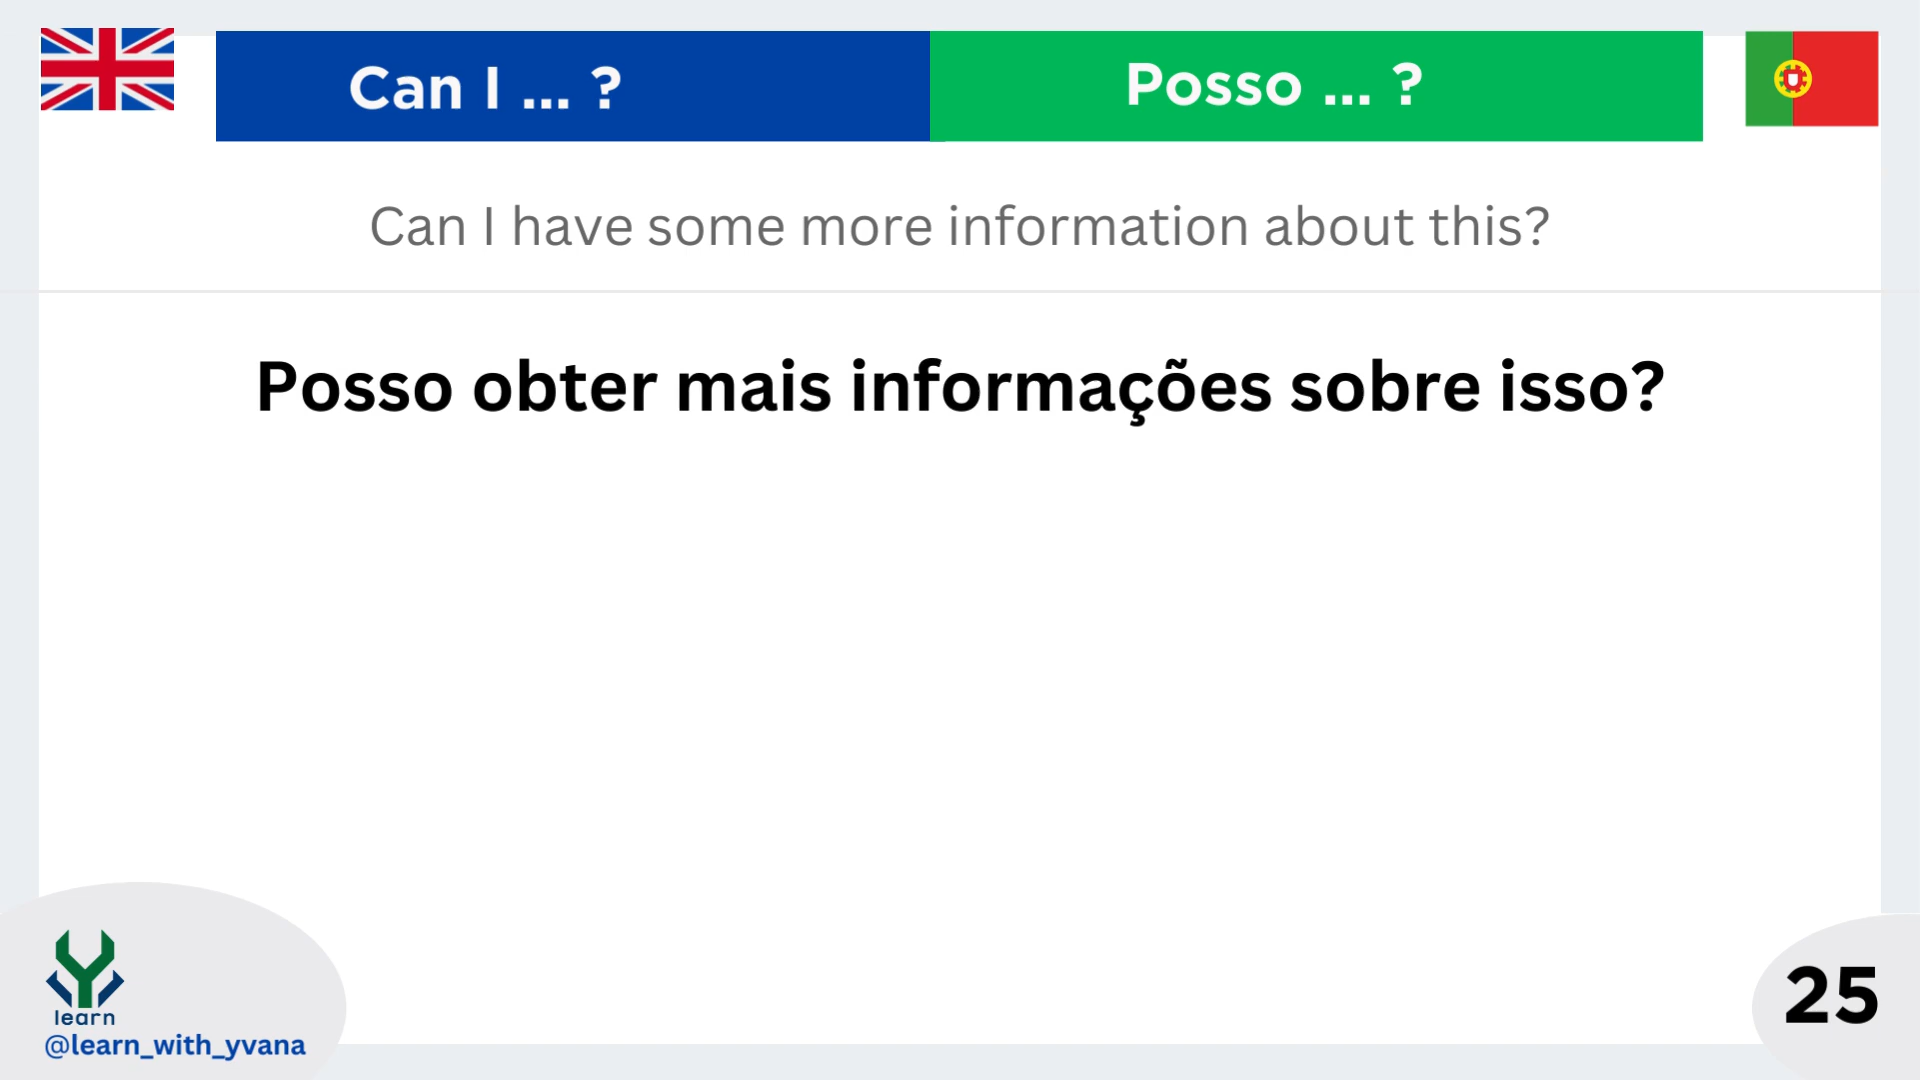 Can I ... ?
Posso ... ?
Can I have some more information about this?
Posso obter mais informações sobre isso?
learn
@learn_with_yvana
25